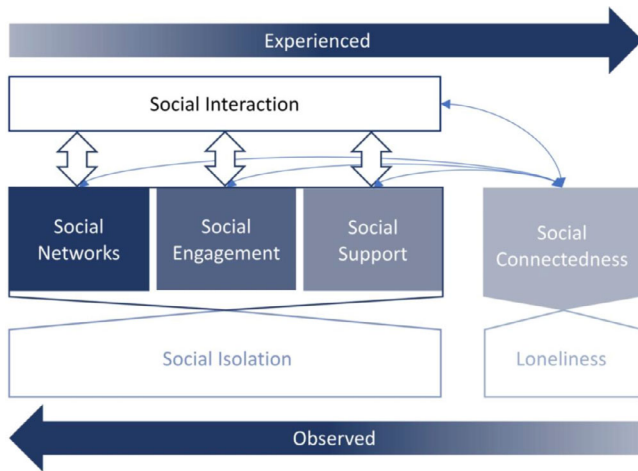 Experienced
Social Interaction
Social
Networks
Social
Engagement
Social
Support
Social
Connectedness
Social Isolation
Loneliness
Observed